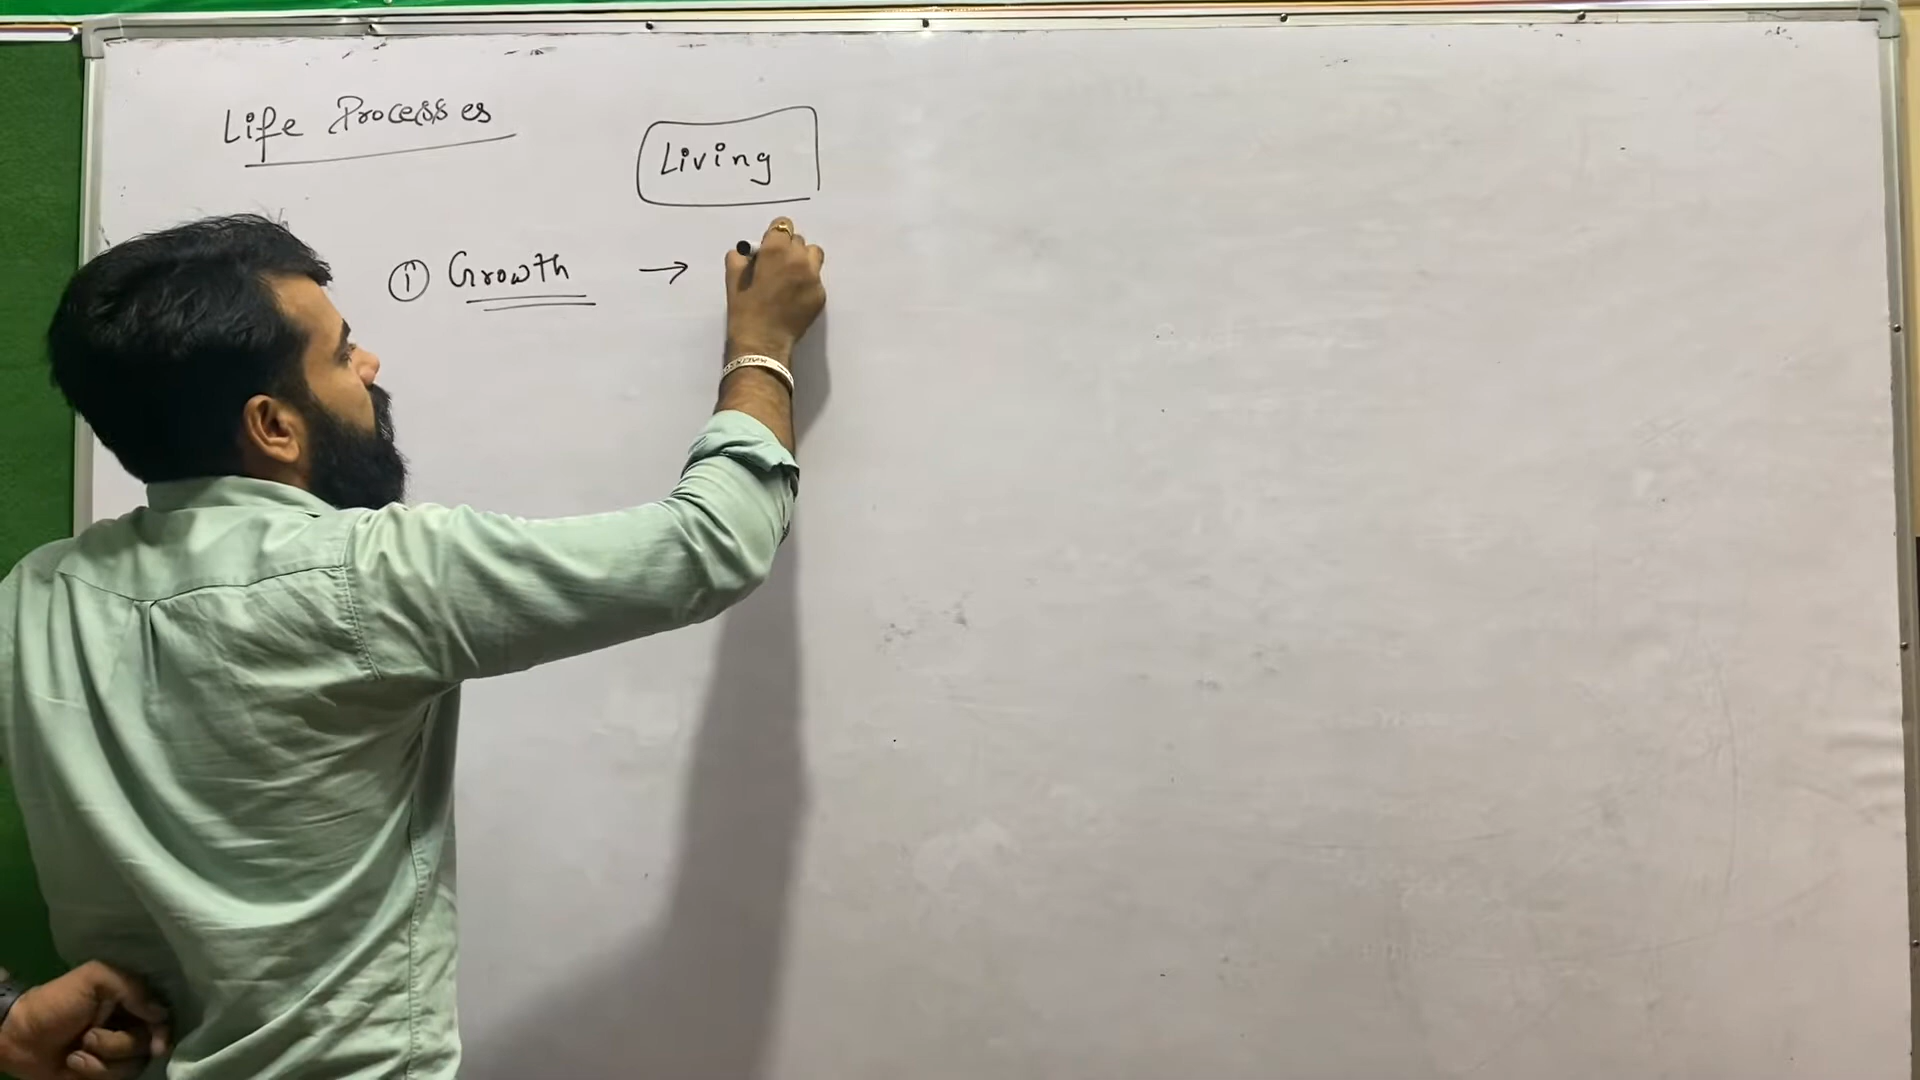 Life Processes
Living
① Growth →